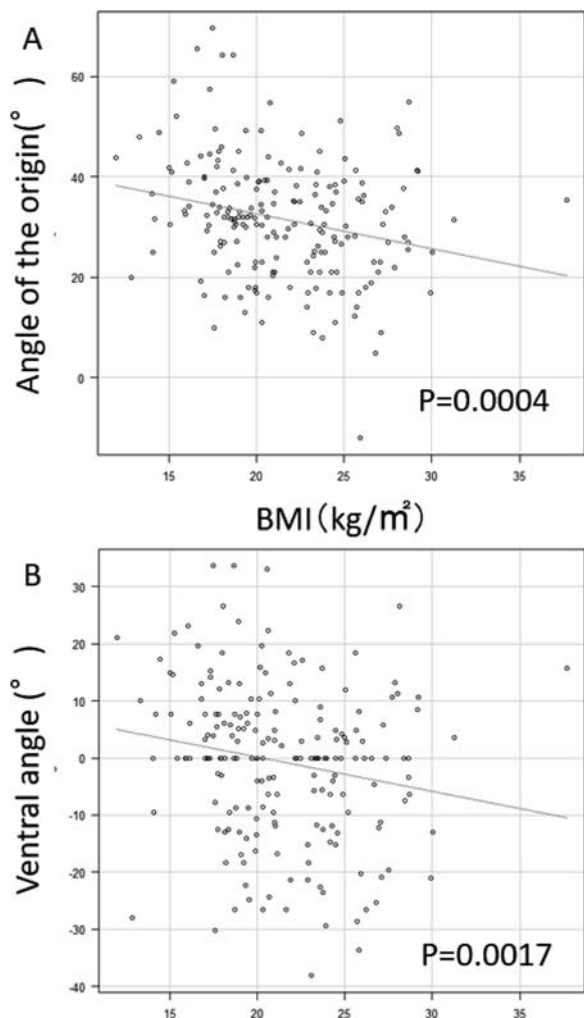 A
Angle of the origin(°)
60
40
20
0
P=0.0004
15 20 25 30 35
BMI(kg/㎡)
B
Ventral angle (°)
30
20
10
0
-10
-20
-30
-40
P=0.0017
15 20 25 30 35